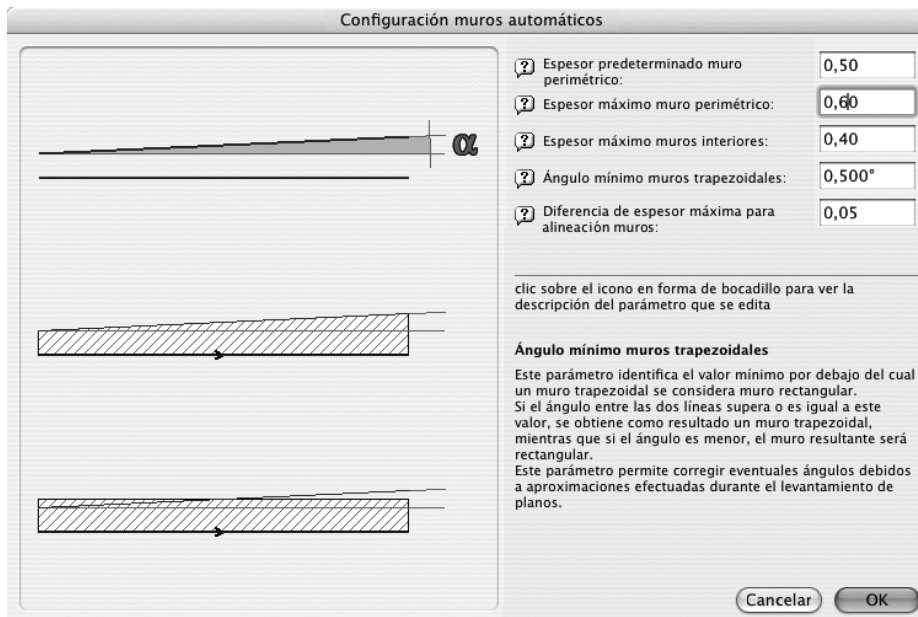 Configuración muros automáticos
α
Espesor predeterminado muro
perimétrico:
0,50
Espesor máximo muro perimétrico:
0,60
Espesor máximo muros interiores:
0,40
Ángulo mínimo muros trapezoidales:
0,500°
Diferencia de espesor máxima para
alineación muros:
0,05
clic sobre el icono en forma de bocadillo para ver la
descripción del parámetro que se edita
Ángulo mínimo muros trapezoidales
Este parámetro identifica el valor mínimo por debajo del cual
un muro trapezoidal se considera muro rectangular.
Si el ángulo entre las dos líneas supera o es igual a este
valor, se obtiene como resultado un muro trapezoidal,
mientras que si el ángulo es menor, el muro resultante será
rectangular.
Este parámetro permite corregir eventuales ángulos debidos
a aproximaciones efectuadas durante el levantamiento de
planos.
Cancelar
OK